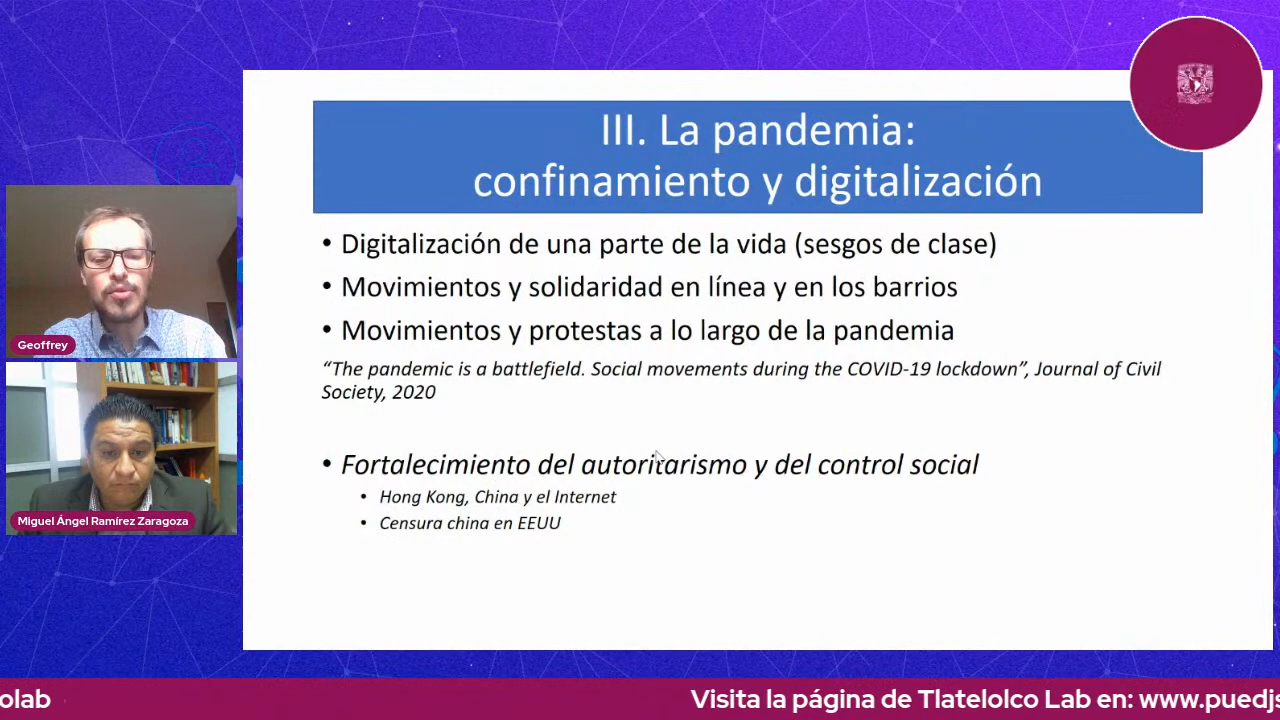 III. La pandemia:
confinamiento y digitalización
• Digitalización de una parte de la vida (sesgos de clase)
• Movimientos y solidaridad en línea y en los barrios
• Movimientos y protestas a lo largo de la pandemia
“The pandemic is a battlefield. Social movements during the COVID-19 lockdown”, Journal of Civil
Society, 2020
• Fortalecimiento del autoritarismo y del control social
• Hong Kong, China y el Internet
• Censura china en EEUU
Geoffrey
Miguel Ángel Ramírez Zaragoza
olab
Visita la página de Tlatelolco Lab en: www.puedjs